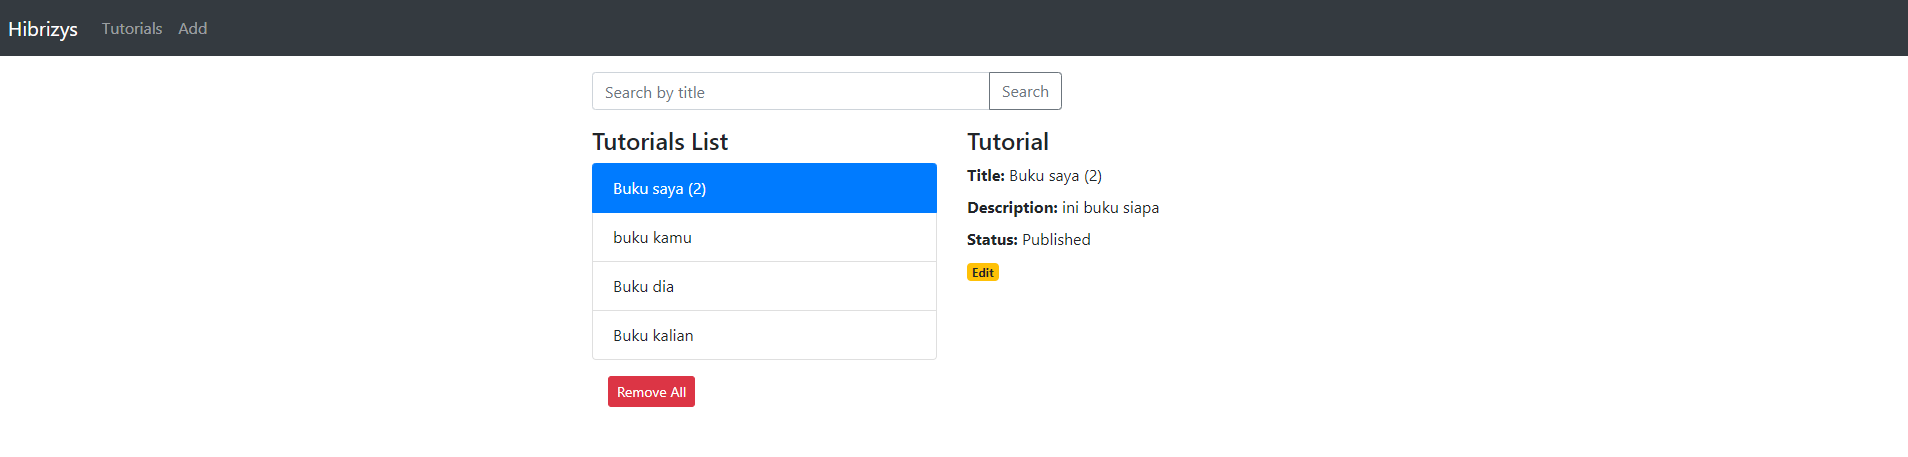 Hibrizys Tutorials Add
Search by title Search
Tutorials List
Buku saya (2)
buku kamu
Buku dia
Buku kalian
Remove All
Tutorial
Title: Buku saya (2)
Description: ini buku siapa
Status: Published
Edit